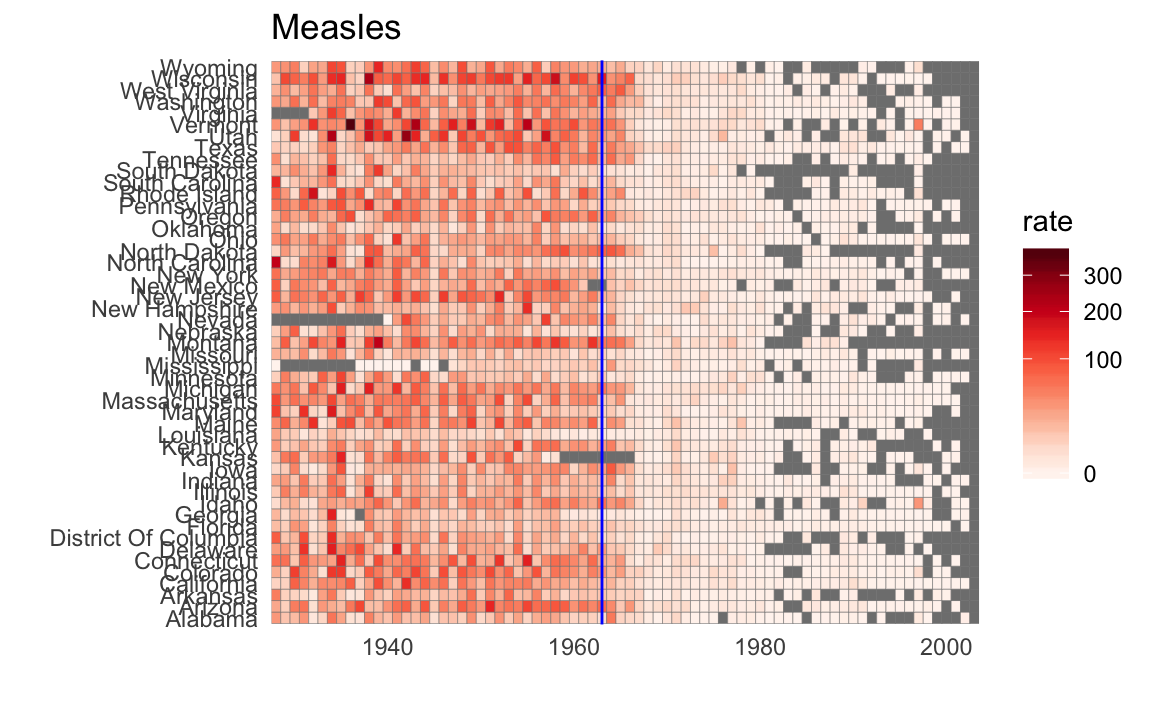 Measles
Wyoming
Wisconsin
West Virginia
Washington
Virginia
Vermont
Utah
Texas
Tennessee
South Dakota
South Carolina
Rhode Island
Pennsylvania
Oregon
Oklahoma
Ohio
North Dakota
North Carolina
New York
New Mexico
New Jersey
New Hampshire
Nevada
Nebraska
Montana
Missouri
Mississippi
Minnesota
Michigan
Massachusetts
Maryland
Maine
Louisiana
Kentucky
Kansas
Iowa
Indiana
Illinois
Idaho
Georgia
Florida
District Of Columbia
Delaware
Connecticut
Colorado
California
Arkansas
Arizona
Alabama
1940 1960 1980 2000
rate
300
200
100
0